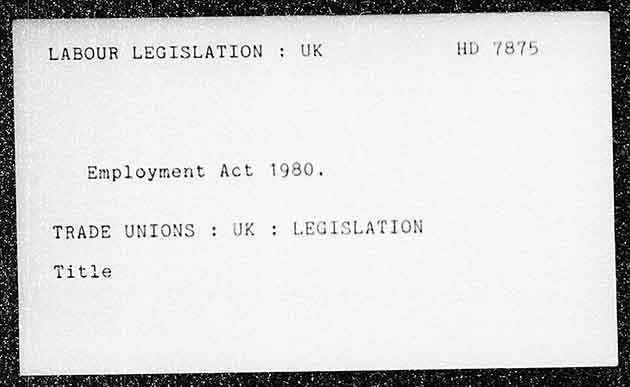 LABOUR LEGISLATION : UK HD 7875
Employment Act 1980.
TRADE UNIONS : UK : LEGISLATION
Title